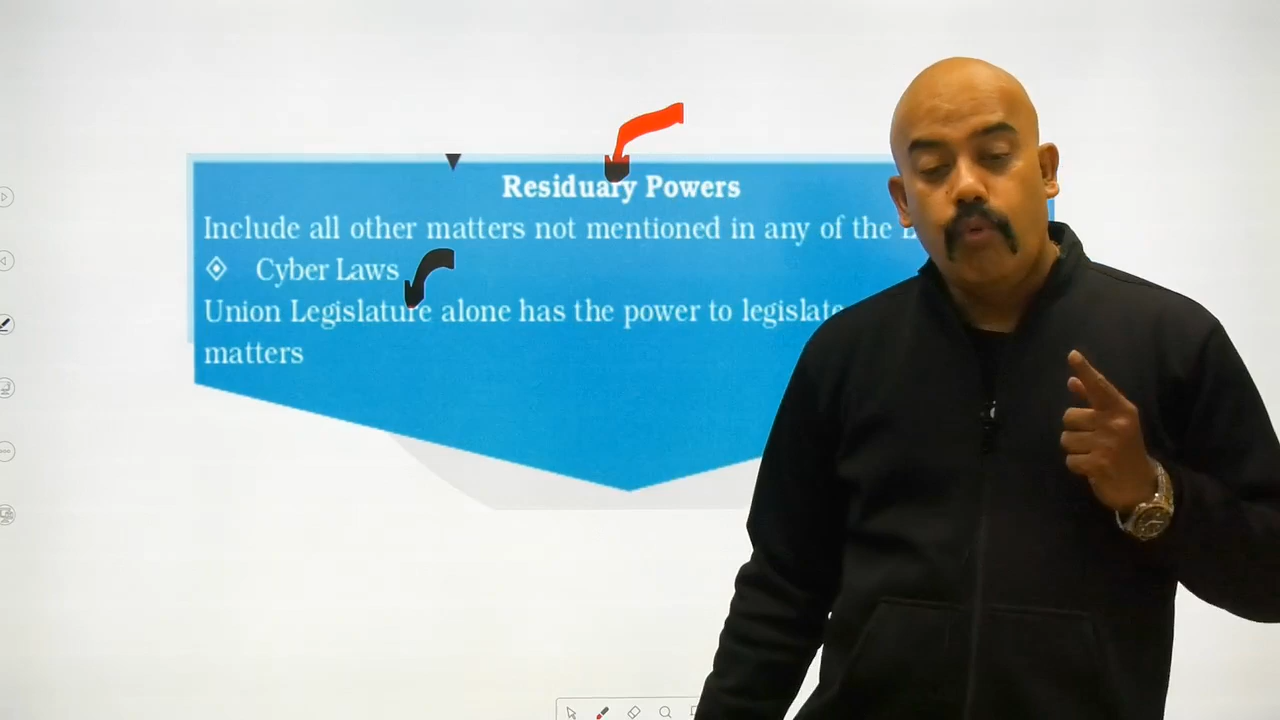 Residuary Powers
Include all other matters not mentioned in any of the
Cyber Laws
Union Legislature alone has the power to legislate
matters